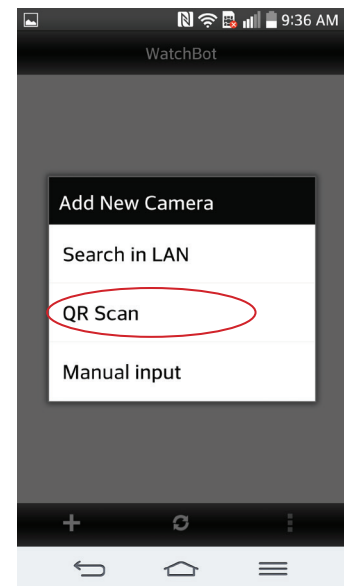 9:36 AM
WatchBot
Add New Camera
Search in LAN
QR Scan
Manual input